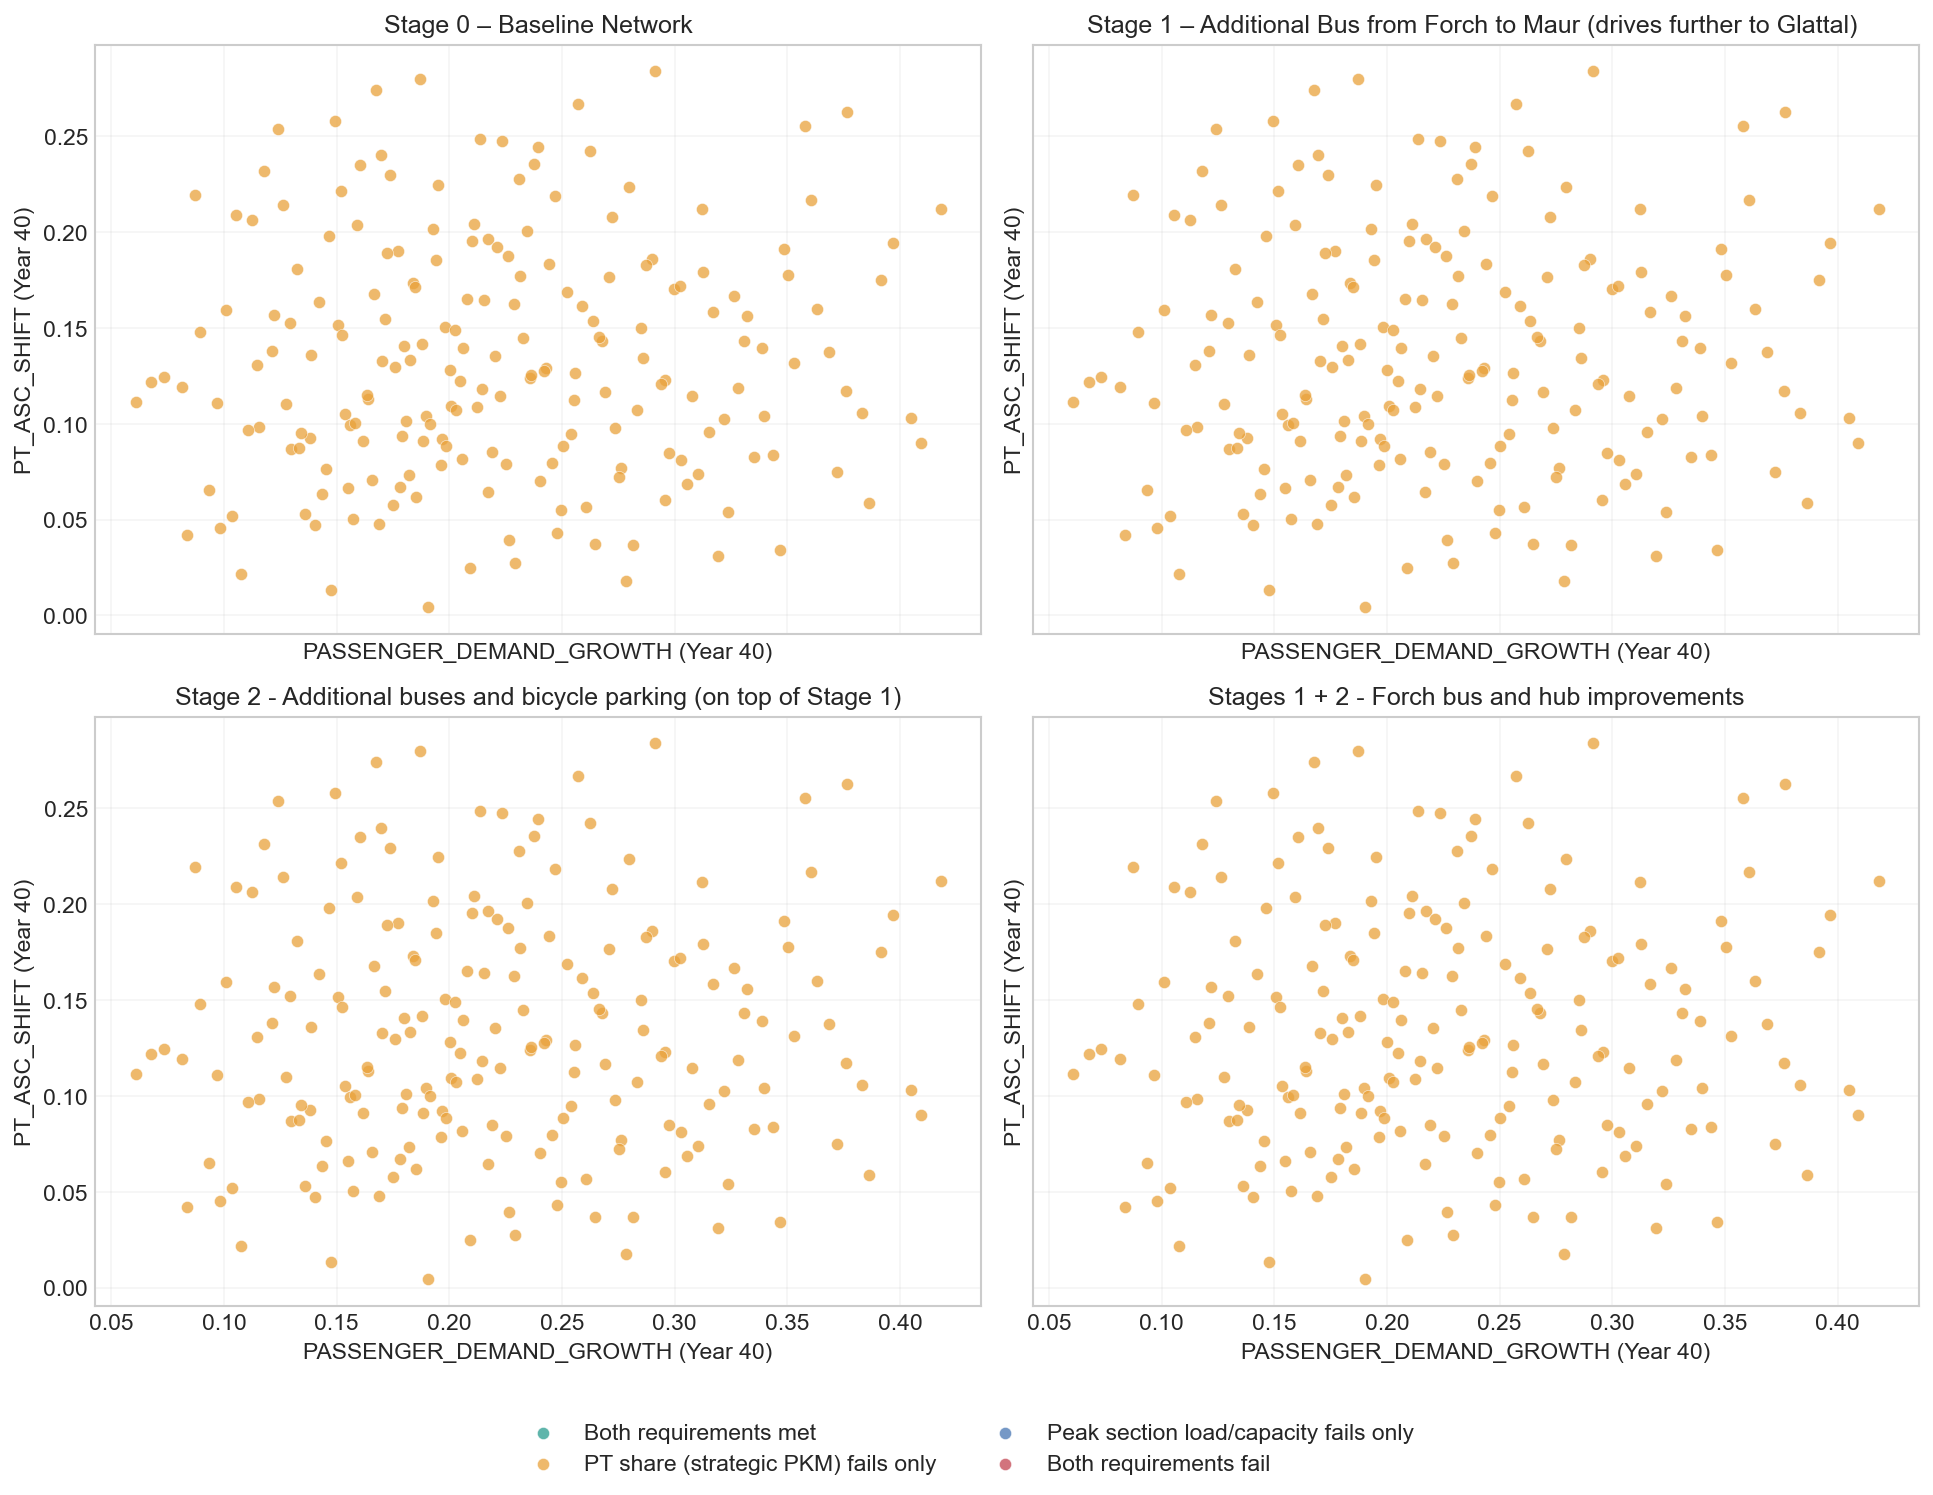 Stage 0 – Baseline Network
Stage 1 – Additional Bus from Forch to Maur (drives further to Glattal)
PT_ASC_SHIFT (Year 40)
0.25
0.20
0.15
0.10
0.05
0.00
PASSENGER_DEMAND_GROWTH (Year 40)
PT_ASC_SHIFT (Year 40)
PASSENGER_DEMAND_GROWTH (Year 40)
Stage 2 - Additional buses and bicycle parking (on top of Stage 1)
Stages 1 + 2 - Forch bus and hub improvements
PT_ASC_SHIFT (Year 40)
0.25
0.20
0.15
0.10
0.05
0.00
0.05 0.10 0.15 0.20 0.25 0.30 0.35 0.40
PASSENGER_DEMAND_GROWTH (Year 40)
PT_ASC_SHIFT (Year 40)
0.05 0.10 0.15 0.20 0.25 0.30 0.35 0.40
PASSENGER_DEMAND_GROWTH (Year 40)
Both requirements met
PT share (strategic PKM) fails only
Peak section load/capacity fails only
Both requirements fail